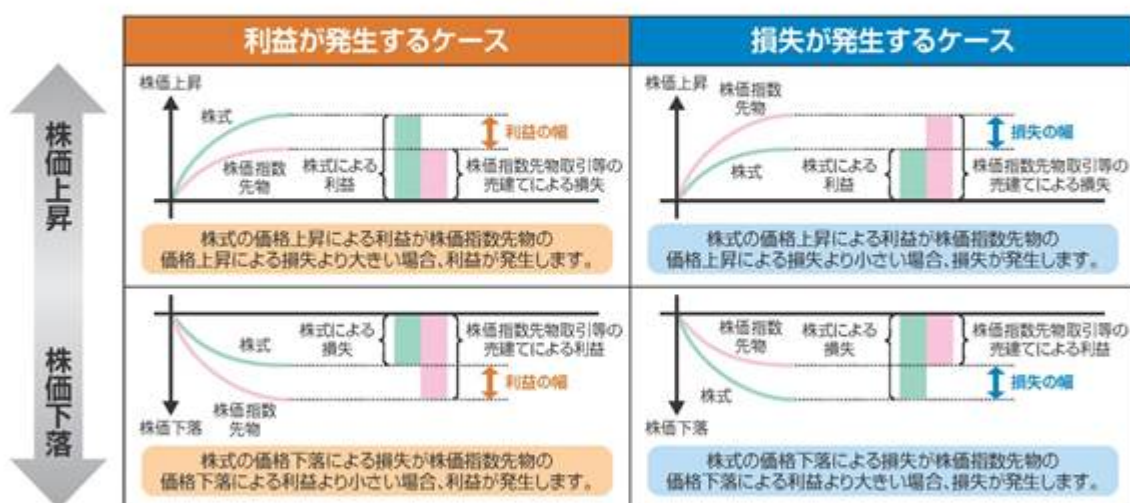 利益が発生するケース
損失が発生するケース
株価上昇
株価下落
株価上昇
株式
株価指数
先物
株式による
利益
利益の幅
株価指数先物取引等の
売建てによる損失
株式の価格上昇による利益が株価指数先物の
価格上昇による損失より大きい場合、利益が発生します。
株価上昇
株価指数
先物
株式
株式による
利益
損失の幅
株価指数先物取引等の
売建てによる損失
株式の価格上昇による利益が株価指数先物の
価格上昇による損失より小さい場合、損失が発生します。
株式
株価指数
先物
株価下落
株式による
損失
株価指数先物取引等の
売建てによる利益
利益の幅
株式の価格下落による損失が株価指数先物の
価格下落による利益より小さい場合、利益が発生します。
株価指数
先物
株式
株価下落
株式による
損失
株価指数先物取引等の
売建てによる利益
損失の幅
株式の価格下落による損失が株価指数先物の
価格下落による利益より大きい場合、損失が発生します。